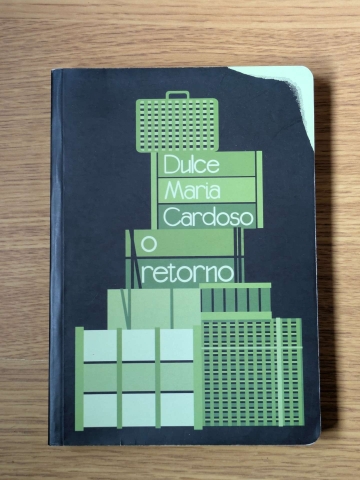 Dulce
Maria
Cardoso
o
retorno